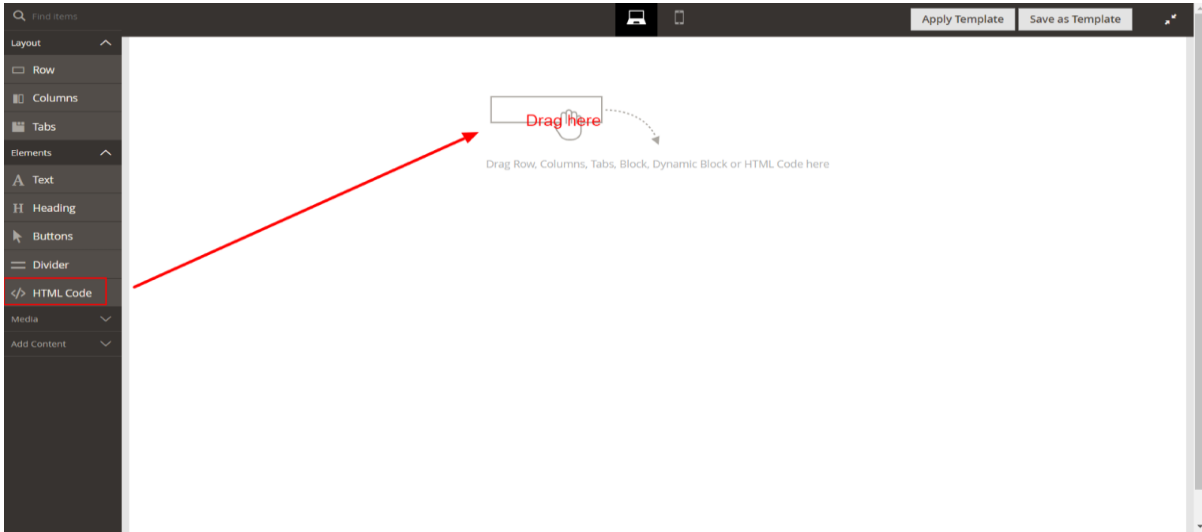 Find items
Apply Template
Save as Template
Layout
Row
Columns
Tabs
Elements
Text
Heading
Buttons
Divider
HTML Code
Media
Add Content
Drag here
Drag Row, Columns, Tabs, Block, Dynamic Block or HTML Code here